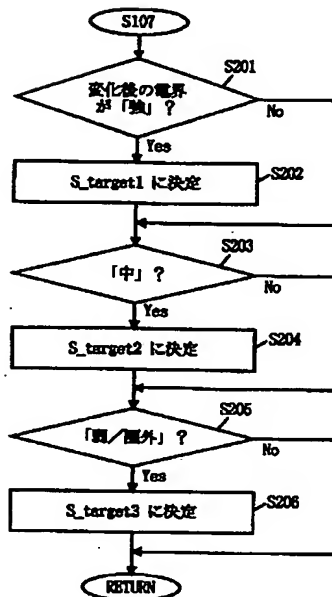 S107
変化後の電界
が「強」？
S201
No
Yes
S_target1 に決定
S202
「中」？
S203
No
Yes
S_target2 に決定
S204
「弱／圏外」？
S205
No
Yes
S_target3 に決定
S206
RETURN